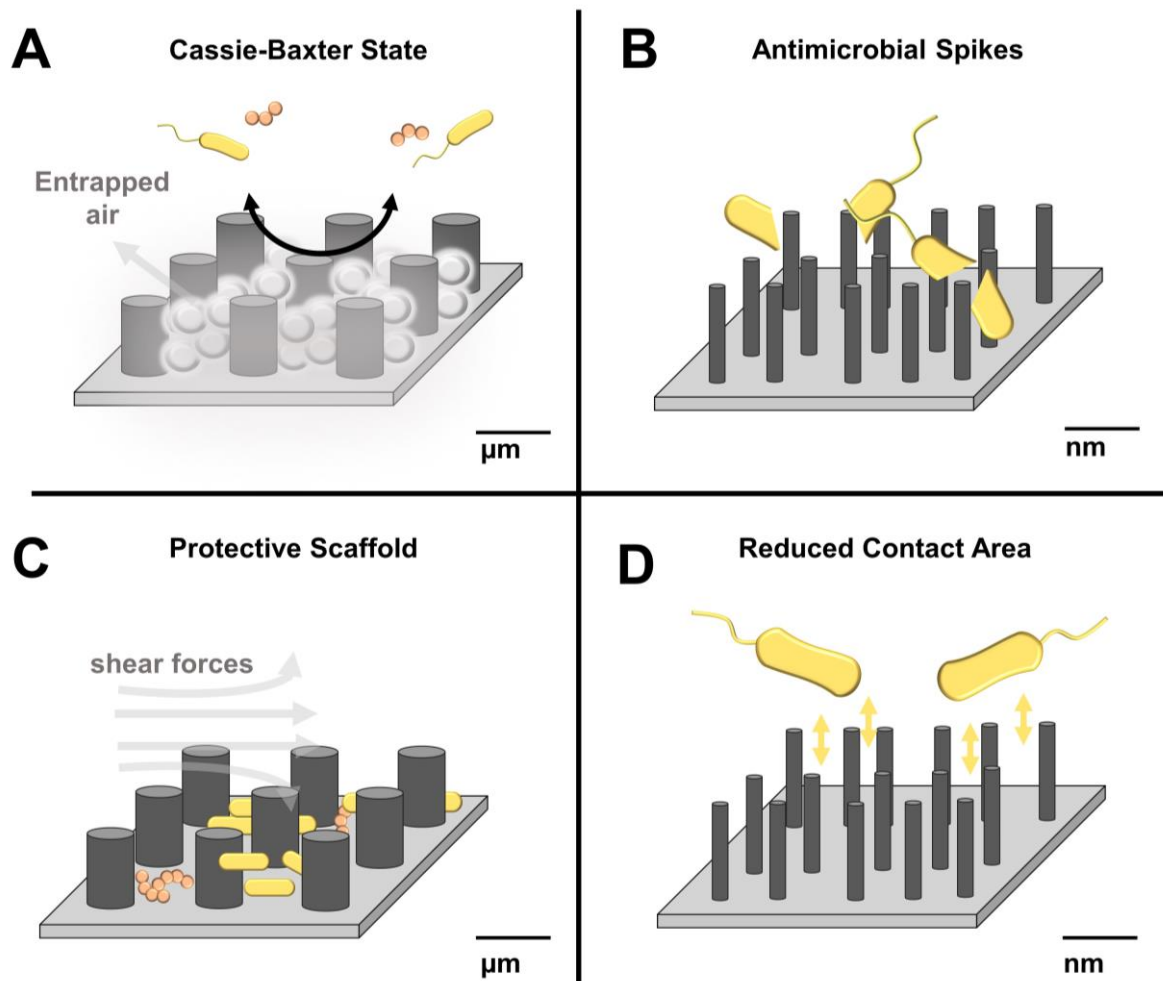 A
Cassie-Baxter State
Entrapped
air
µm
B
Antimicrobial Spikes
nm
C
Protective Scaffold
shear forces
µm
D
Reduced Contact Area
nm